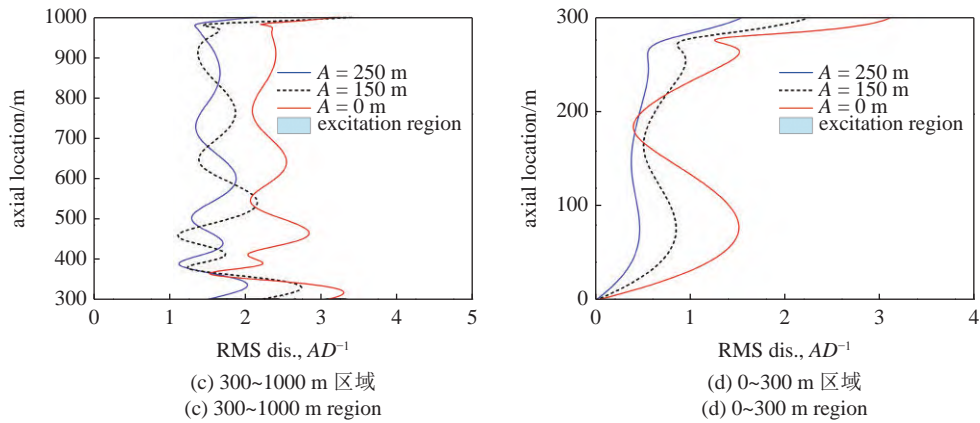 1000
900
800
700
600
500
400
300
axial location/m
A = 250 m
A = 150 m
A = 0 m
excitation region
0 1 2 3 4 5
RMS dis., AD⁻¹
(c) 300~1000 m 区域
(c) 300~1000 m region
300
200
100
0
axial location/m
A = 250 m
A = 150 m
A = 0 m
excitation region
0 1 2 3 4
RMS dis., AD⁻¹
(d) 0~300 m 区域
(d) 0~300 m region